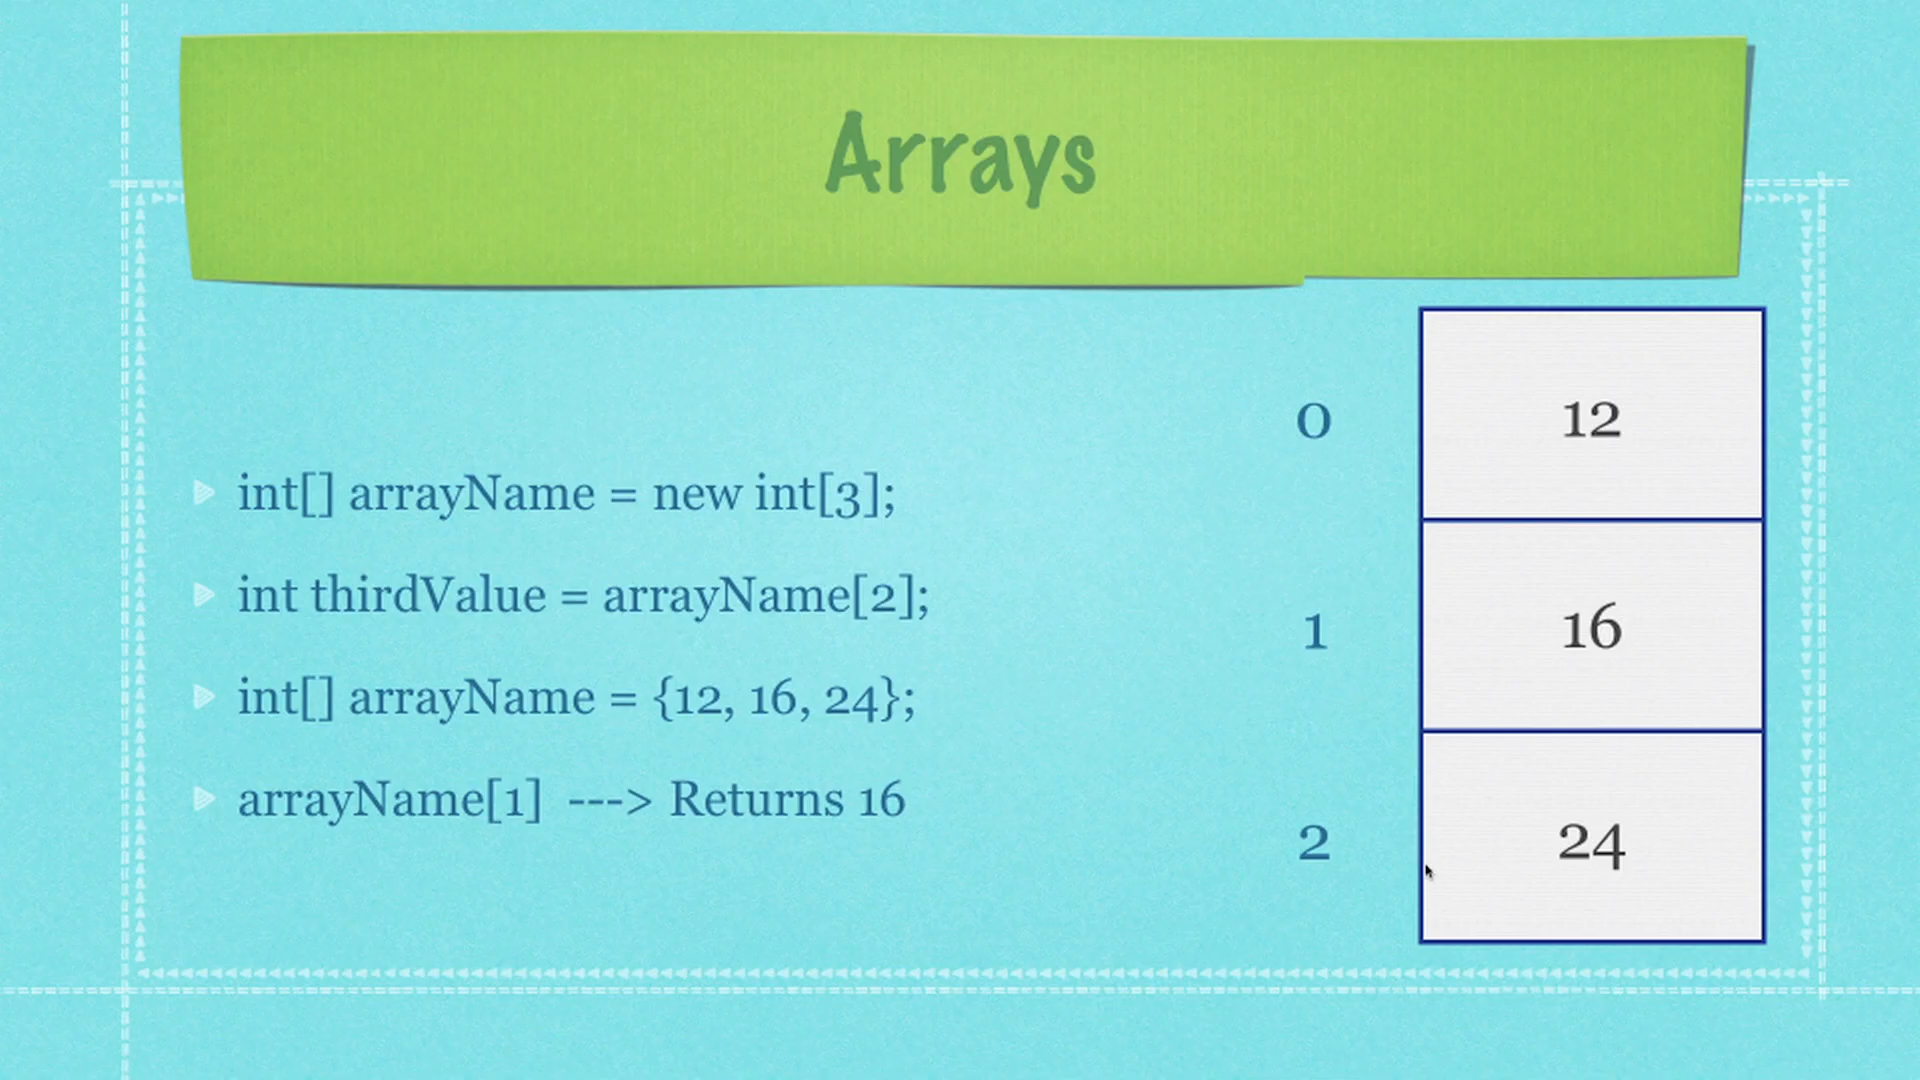 Arrays
int[] arrayName = new int[3];
int thirdValue = arrayName[2];
int[] arrayName = {12, 16, 24};
arrayName[1] ---> Returns 16
0 12
1 16
2 24